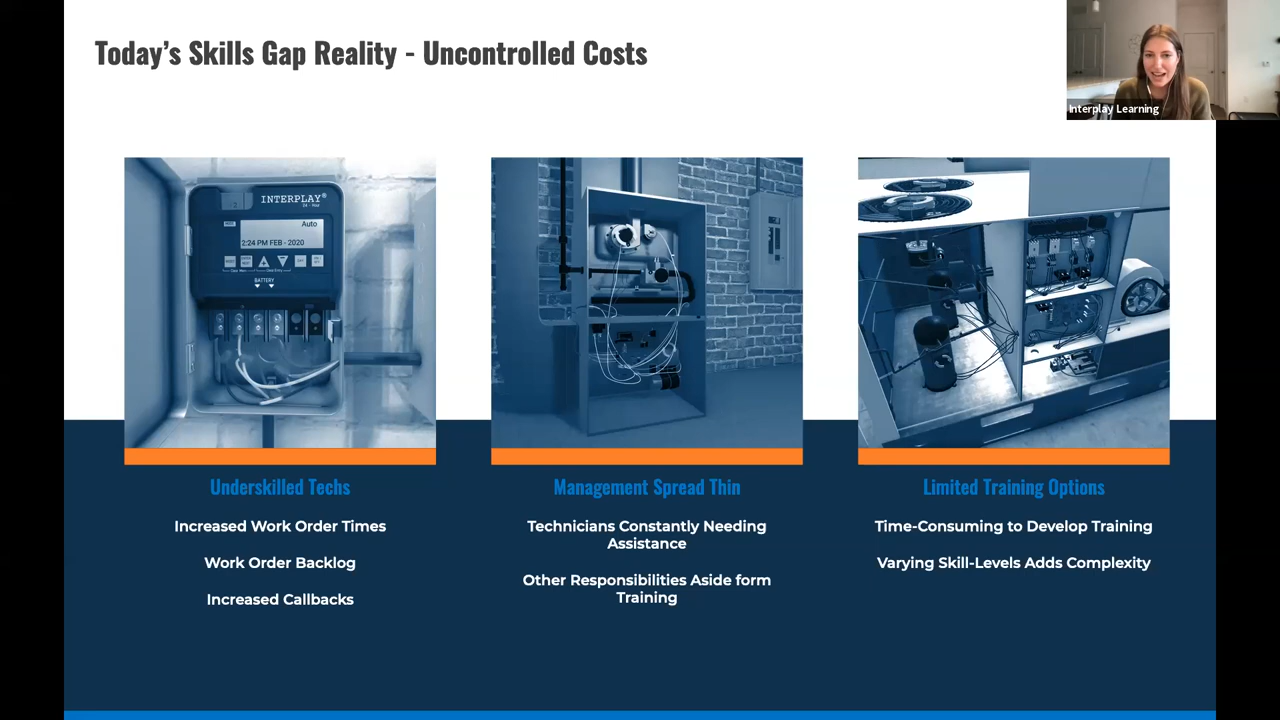 Today's Skills Gap Reality - Uncontrolled Costs
Interplay Learning
INTERPLAY®
Auto
2:24 PM FEB - 2020
BATTERY
Underskilled Techs
Increased Work Order Times
Work Order Backlog
Increased Callbacks
Management Spread Thin
Technicians Constantly Needing
Assistance
Other Responsibilities Aside form
Training
Limited Training Options
Time-Consuming to Develop Training
Varying Skill-Levels Adds Complexity